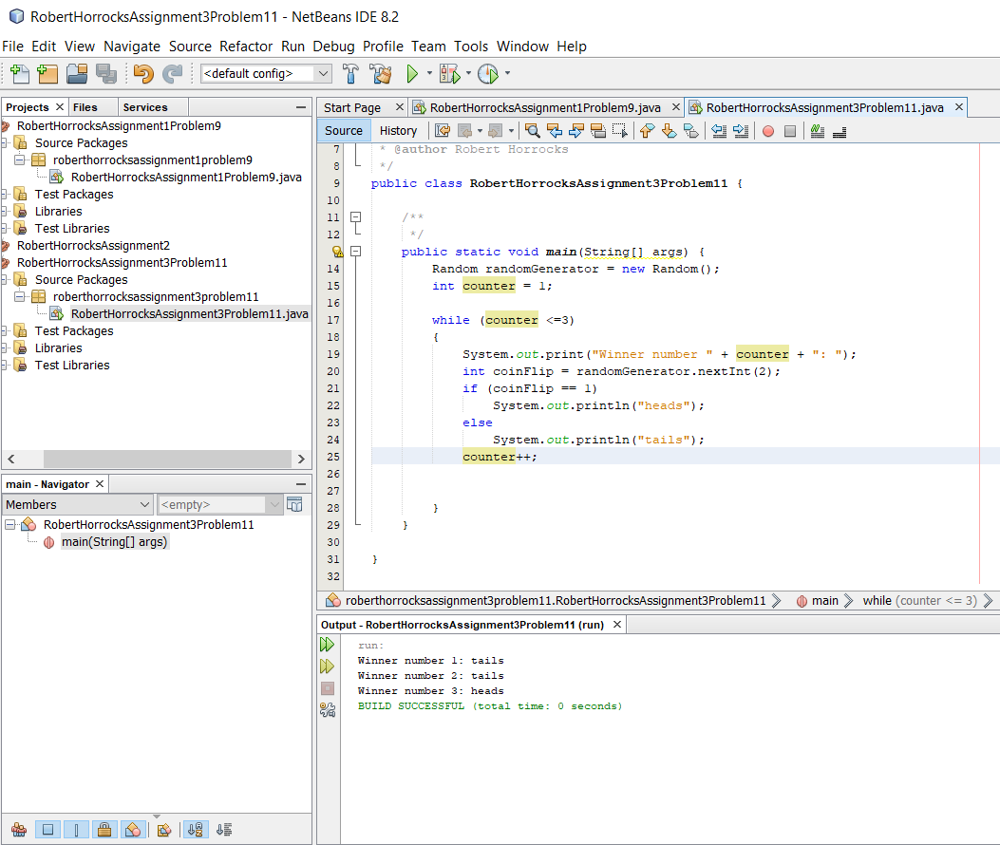 RobertHorrocksAssignment3Problem11 - NetBeans IDE 8.2
File Edit View Navigate Source Refactor Run Debug Profile Team Tools Window Help
<default config>
Projects Files Services
RobertHorrocksAssignment1Problem9
Source Packages
roberthorrocksassignment1problem9
RobertHorrocksAssignment1Problem9.java
Test Packages
Libraries
Test Libraries
RobertHorrocksAssignment2
RobertHorrocksAssignment3Problem11
Source Packages
roberthorrocksassignment3problem11
RobertHorrocksAssignment3Problem11.java
Test Packages
Libraries
Test Libraries
main - Navigator
Members <empty>
RobertHorrocksAssignment3Problem11
main(String[] args)
Start Page RobertHorrocksAssignment1Problem9.java RobertHorrocksAssignment3Problem11.java
Source History
7 * @author Robert Horrocks
8 */
9 public class RobertHorrocksAssignment3Problem11 {
10
11 /**
12 */
public static void main(String[] args) {
14 Random randomGenerator = new Random();
15 int counter = 1;
16
17 while (counter <=3)
18 {
19 System.out.print("Winner number " + counter + ": ");
20 int coinFlip = randomGenerator.nextInt(2);
21 if (coinFlip == 1)
22 System.out.println("heads");
23 else
24 System.out.println("tails");
25 counter++;
26
27
28 }
29 }
30
31 }
32
roberthorrocksassignment3problem11.RobertHorrocksAssignment3Problem11 main while (counter <= 3)
Output - RobertHorrocksAssignment3Problem11 (run)
run:
Winner number 1: tails
Winner number 2: tails
Winner number 3: heads
BUILD SUCCESSFUL (total time: 0 seconds)